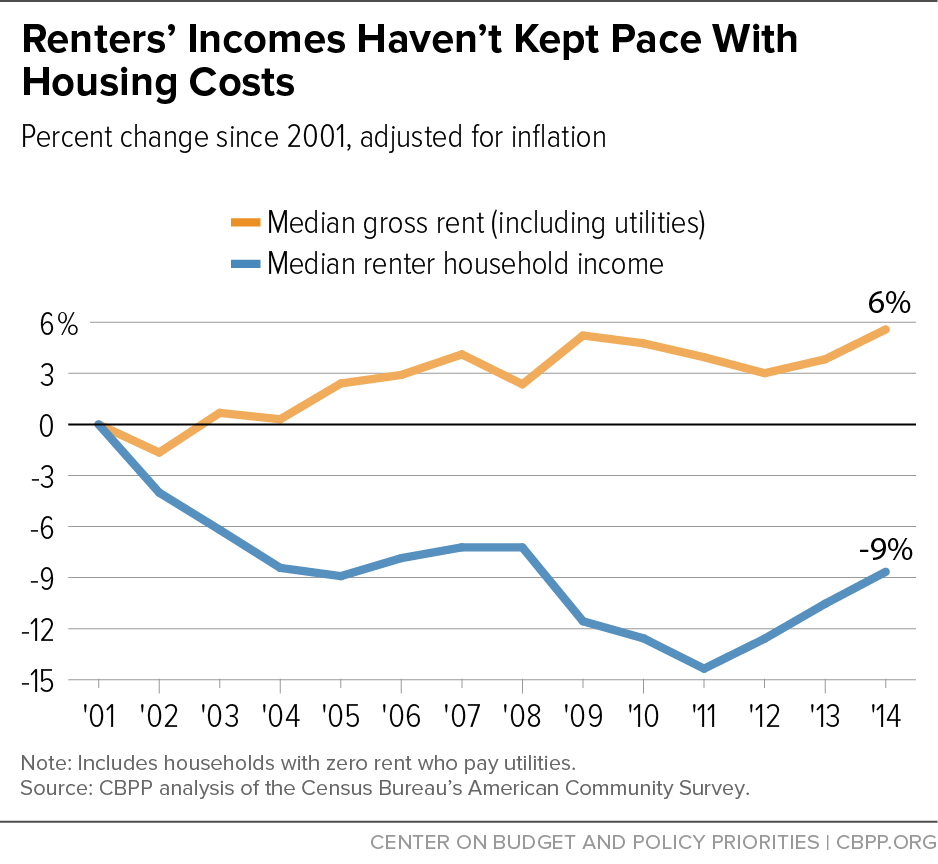 Renters’ Incomes Haven’t Kept Pace With
Housing Costs
Percent change since 2001, adjusted for inflation
Median gross rent (including utilities)
Median renter household income
6%
6%
3
0
-3
-6
-9%
-9
-12
-15
'01 '02 '03 '04 '05 '06 '07 '08 '09 '10 '11 '12 '13 '14
Note: Includes households with zero rent who pay utilities.
Source: CBPP analysis of the Census Bureau’s American Community Survey.
CENTER ON BUDGET AND POLICY PRIORITIES | CBPP.ORG